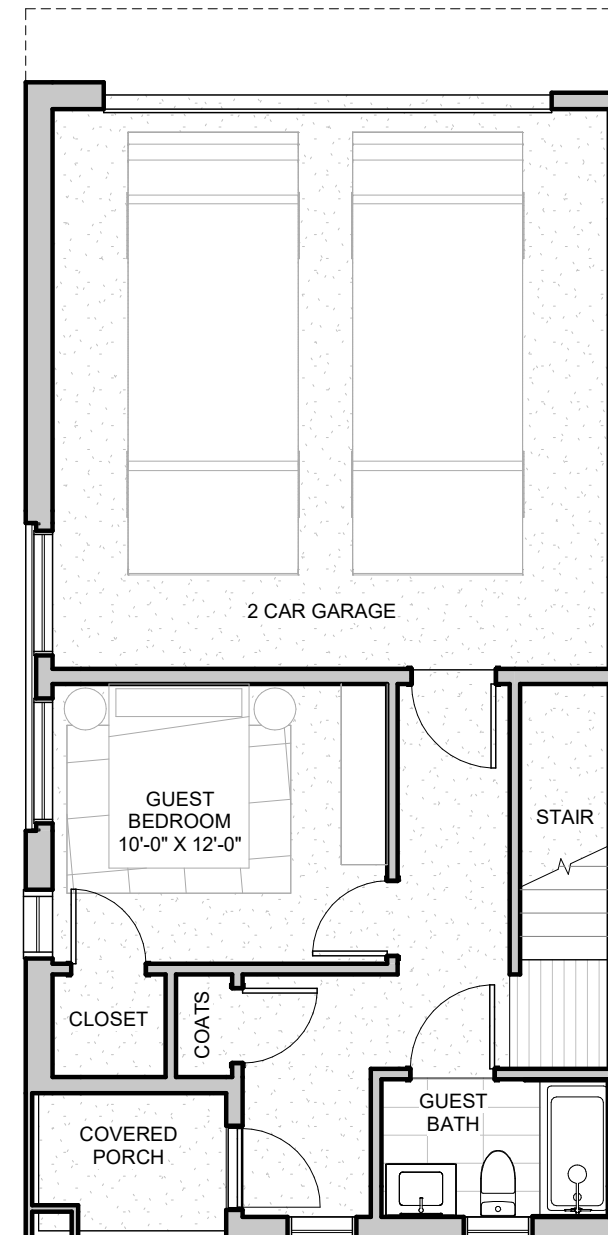 2 CAR GARAGE
GUEST
BEDROOM
10'-0" X 12'-0"
STAIR
CLOSET
COATS
GUEST
BATH
COVERED
PORCH